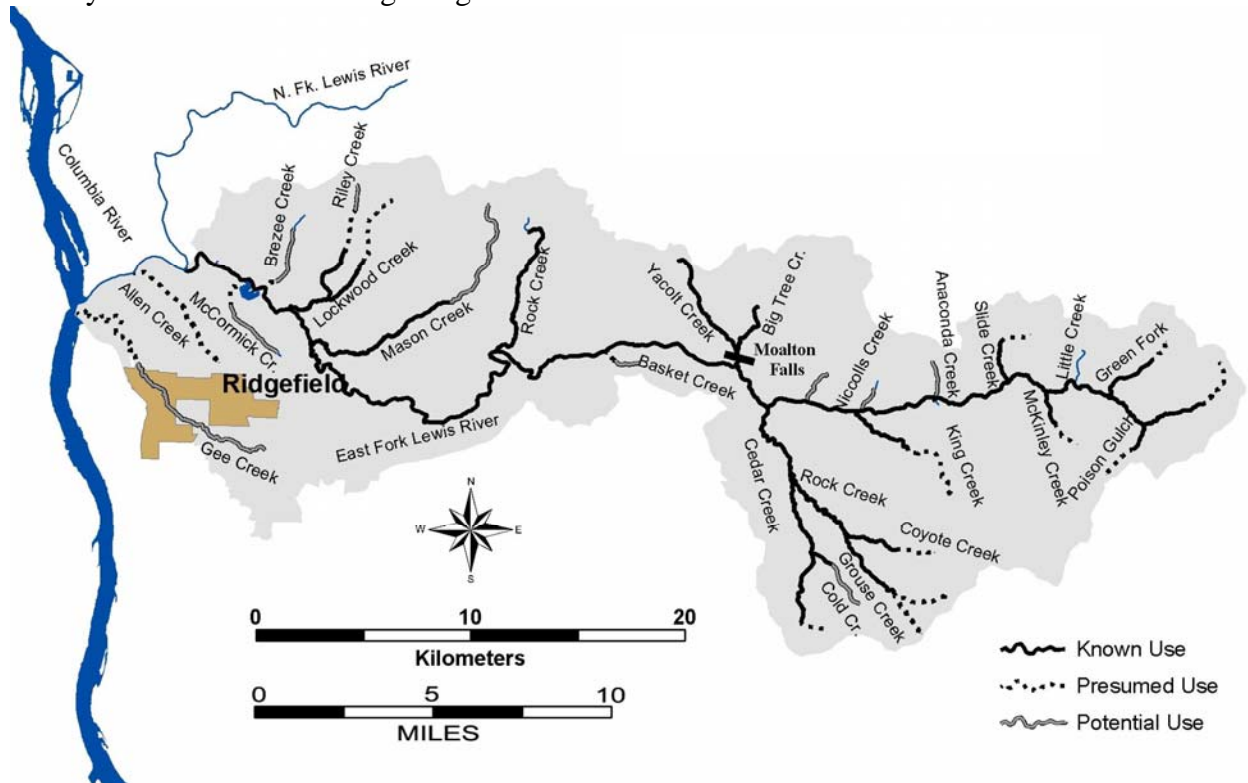 N. Fk. Lewis River
Columbia River
Brezee Creek
Riley Creek
Lockwood Creek
Allen Creek
McCormick Cr.
Mason Creek
Rock Creek
Yacolt Creek
Big Tree Cr.
Moalton
Falls
Basket Creek
Niccolls Creek
Anaconda Creek
Slide Creek
Little Creek
Green Fork
Ridgefield
East Fork Lewis River
Gee Creek
McKinley Creek
Poison Gulch
King Creek
Cedar Creek
Rock Creek
Coyote Creek
Grouse Creek
Cold Cr.
N
W
E
S
0 10 20
Kilometers
0 5 10
MILES
Known Use
Presumed Use
Potential Use